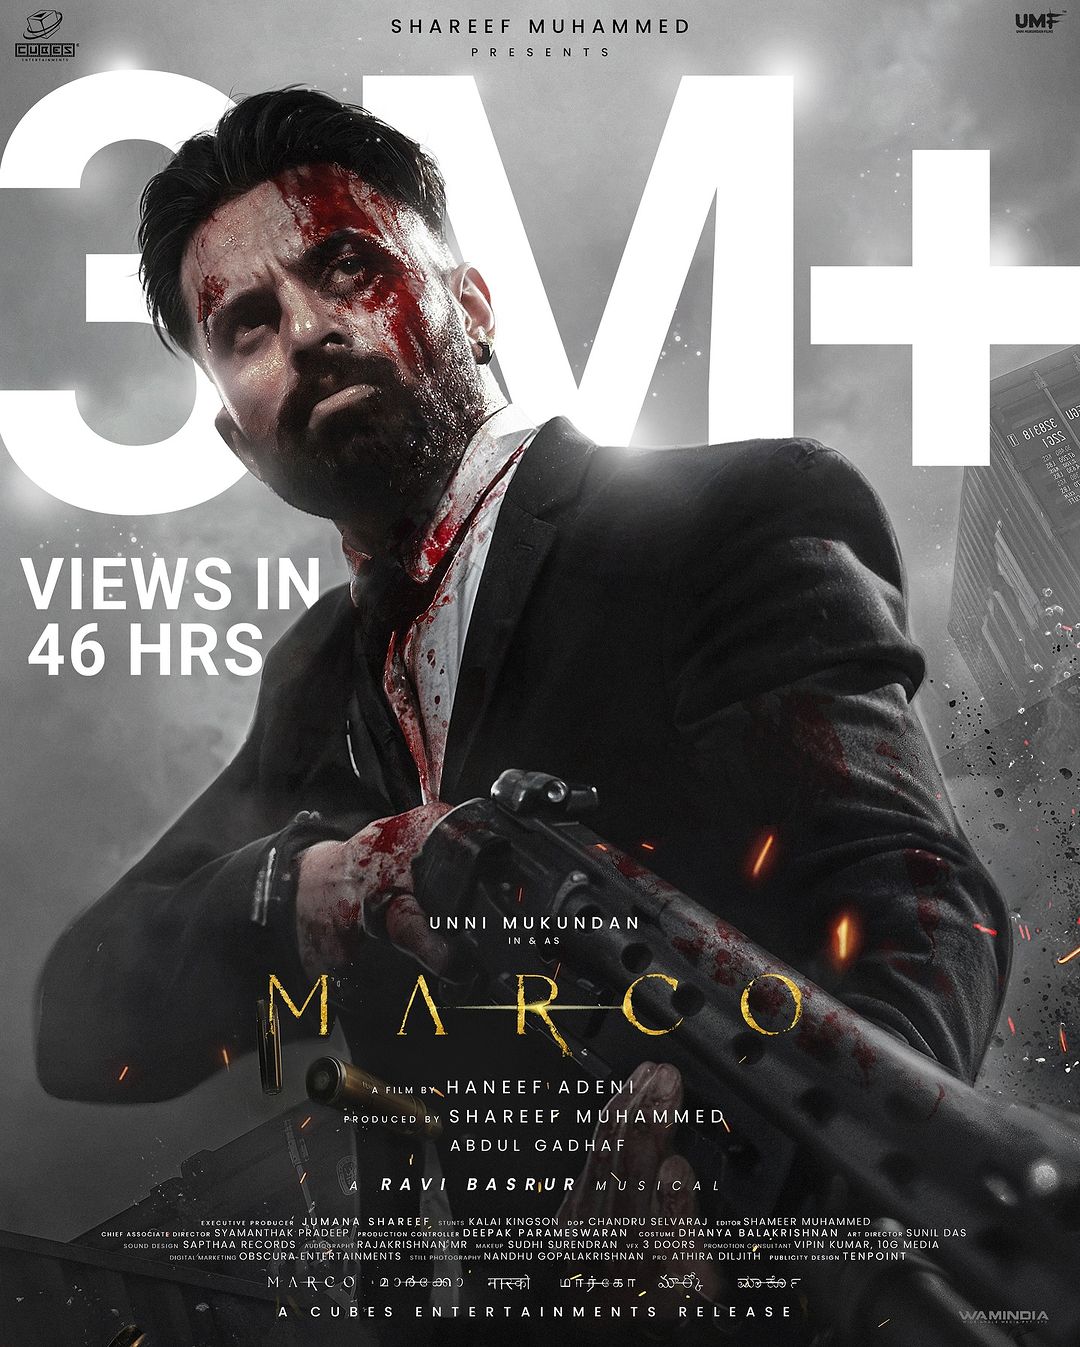 CUBES
ENTERTAINMENTS
SHAREEF MUHAMMED
PRESENTS
UMF
UNNI MUKUNDAN FILMS
3M+
VIEWS IN
46 HRS
UNNI MUKUNDAN
IN & AS
MARCO
A FILM BY HANEEF ADENI
PRODUCED BY SHAREEF MUHAMMED
ABDUL GADHAF
A RAVI BASRUR MUSICAL
EXECUTIVE PRODUCER JUMANA SHAREEF STUNTS KALAI KINGSON DOP CHANDRU SELVARAJ EDITOR SHAMEER MUHAMMED
CHIEF ASSOCIATE DIRECTOR SYAMANTHAK PRADEEP PRODUCTION CONTROLLER DEEPAK PARAMESWARAN COSTUME DHANYA BALAKRISHNAN ART DIRECTOR SUNIL DAS
SOUND DESIGN SAPTHAA RECORDS AUDIOGRAPHY RAJAKRISHNAN MR MAKEUP SUDHI SURENDRAN VFX 3 DOORS PROMOTION CONSULTANT VIPIN KUMAR, 10G MEDIA
DIGITAL MARKETING OBSCURA ENTERTAINMENTS STILL PHOTOGRAPHY NANDHU GOPALAKRISHNAN PRO ATHIRA DILJITH PUBLICITY DESIGN TENPOINT
MARCO മാർക്കോ मार्को மார்கோ మార్కో ಮಾರ್ಕೊ
A CUBES ENTERTAINMENTS RELEASE
WAMINDIA